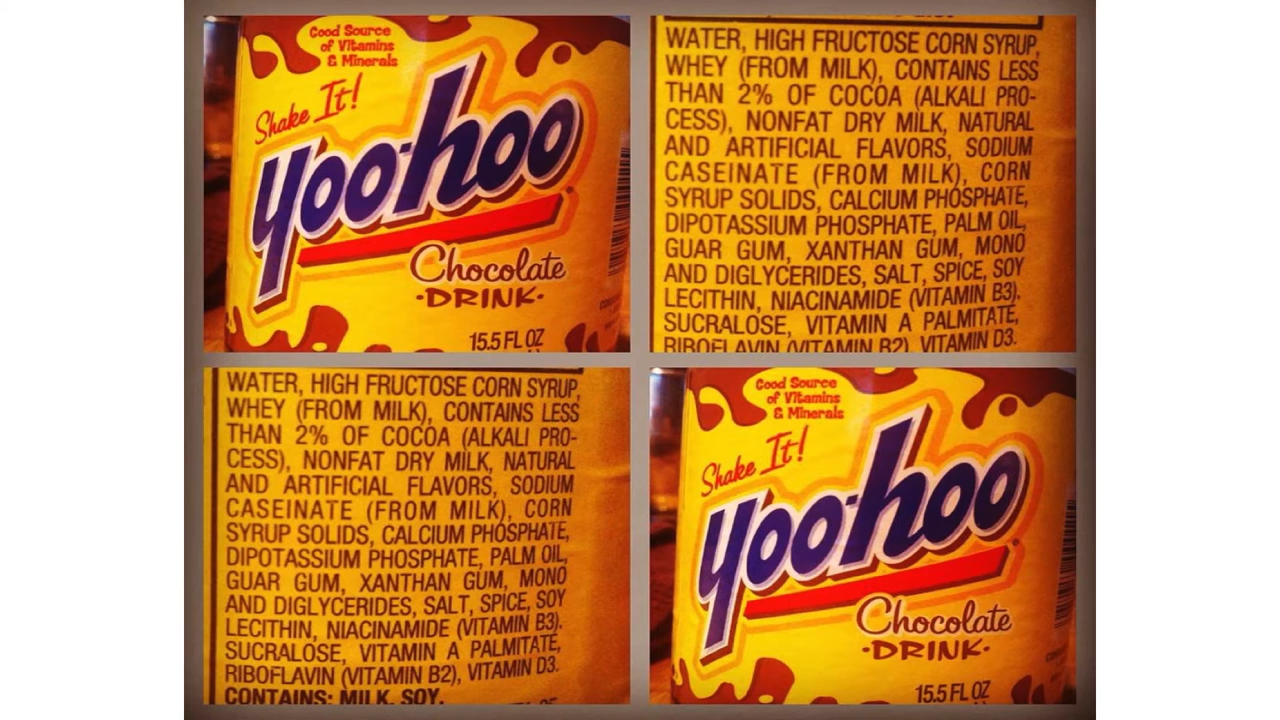 Good Source
of Vitamins
& Minerals
Shake It!
yoo-hoo
Chocolate
·DRINK·
15.5 FL OZ
WATER, HIGH FRUCTOSE CORN SYRUP,
WHEY (FROM MILK), CONTAINS LESS
THAN 2% OF COCOA (ALKALI PRO-
CESS), NONFAT DRY MILK, NATURAL
AND ARTIFICIAL FLAVORS, SODIUM
CASEINATE (FROM MILK), CORN
SYRUP SOLIDS, CALCIUM PHOSPHATE,
DIPOTASSIUM PHOSPHATE, PALM OIL,
GUAR GUM, XANTHAN GUM, MONO
AND DIGLYCERIDES, SALT, SPICE, SOY
LECITHIN, NIACINAMIDE (VITAMIN B3).
SUCRALOSE, VITAMIN A PALMITATE,
RIBOFLAVIN (VITAMIN B2), VITAMIN D3.
WATER, HIGH FRUCTOSE CORN SYRUP,
WHEY (FROM MILK), CONTAINS LESS
THAN 2% OF COCOA (ALKALI PRO-
CESS), NONFAT DRY MILK, NATURAL
AND ARTIFICIAL FLAVORS, SODIUM
CASEINATE (FROM MILK), CORN
SYRUP SOLIDS, CALCIUM PHOSPHATE,
DIPOTASSIUM PHOSPHATE, PALM OIL,
GUAR GUM, XANTHAN GUM, MONO
AND DIGLYCERIDES, SALT, SPICE, SOY
LECITHIN, NIACINAMIDE (VITAMIN B3).
SUCRALOSE, VITAMIN A PALMITATE,
RIBOFLAVIN (VITAMIN B2), VITAMIN D3.
CONTAINS: MILK, SOY.
Good Source
of Vitamins
& Minerals
Shake It!
yoo-hoo
Chocolate
·DRINK·
15.5 FL OZ